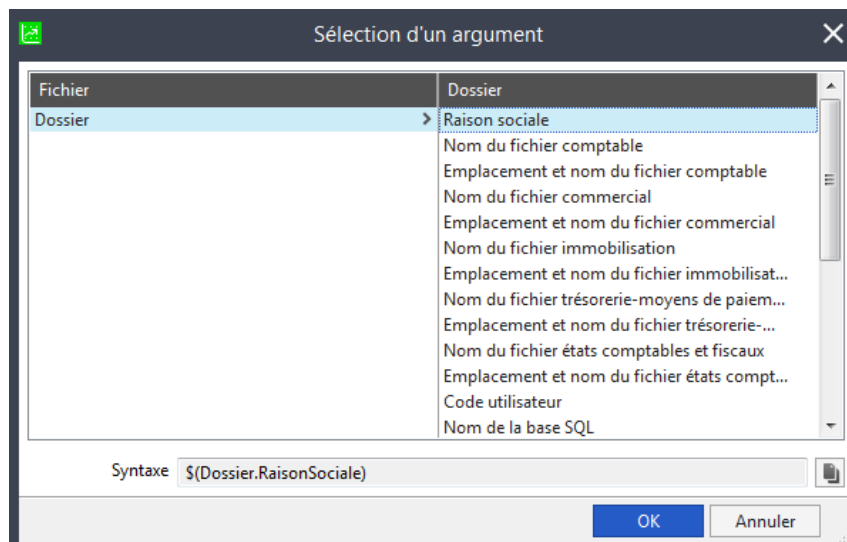 Sélection d'un argument
Fichier
Dossier
Dossier
Raison sociale
Nom du fichier comptable
Emplacement et nom du fichier comptable
Nom du fichier commercial
Emplacement et nom du fichier commercial
Nom du fichier immobilisation
Emplacement et nom du fichier immobilisat...
Nom du fichier trésorerie-moyens de paiem...
Emplacement et nom du fichier trésorerie-...
Nom du fichier états comptables et fiscaux
Emplacement et nom du fichier états compt...
Code utilisateur
Nom de la base SQL
Syntaxe $(Dossier.RaisonSociale)
OK Annuler